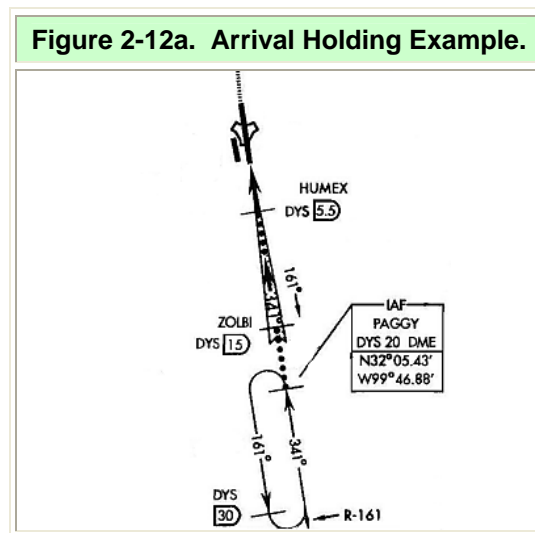 Figure 2-12a. Arrival Holding Example.
HUMEX
DYS 5.5
161°
341°
ZOLBI
DYS 15
IAF
PAGGY
DYS 20 DME
N32°05.43'
W99°46.88'
161°
341°
DYS
30
R-161